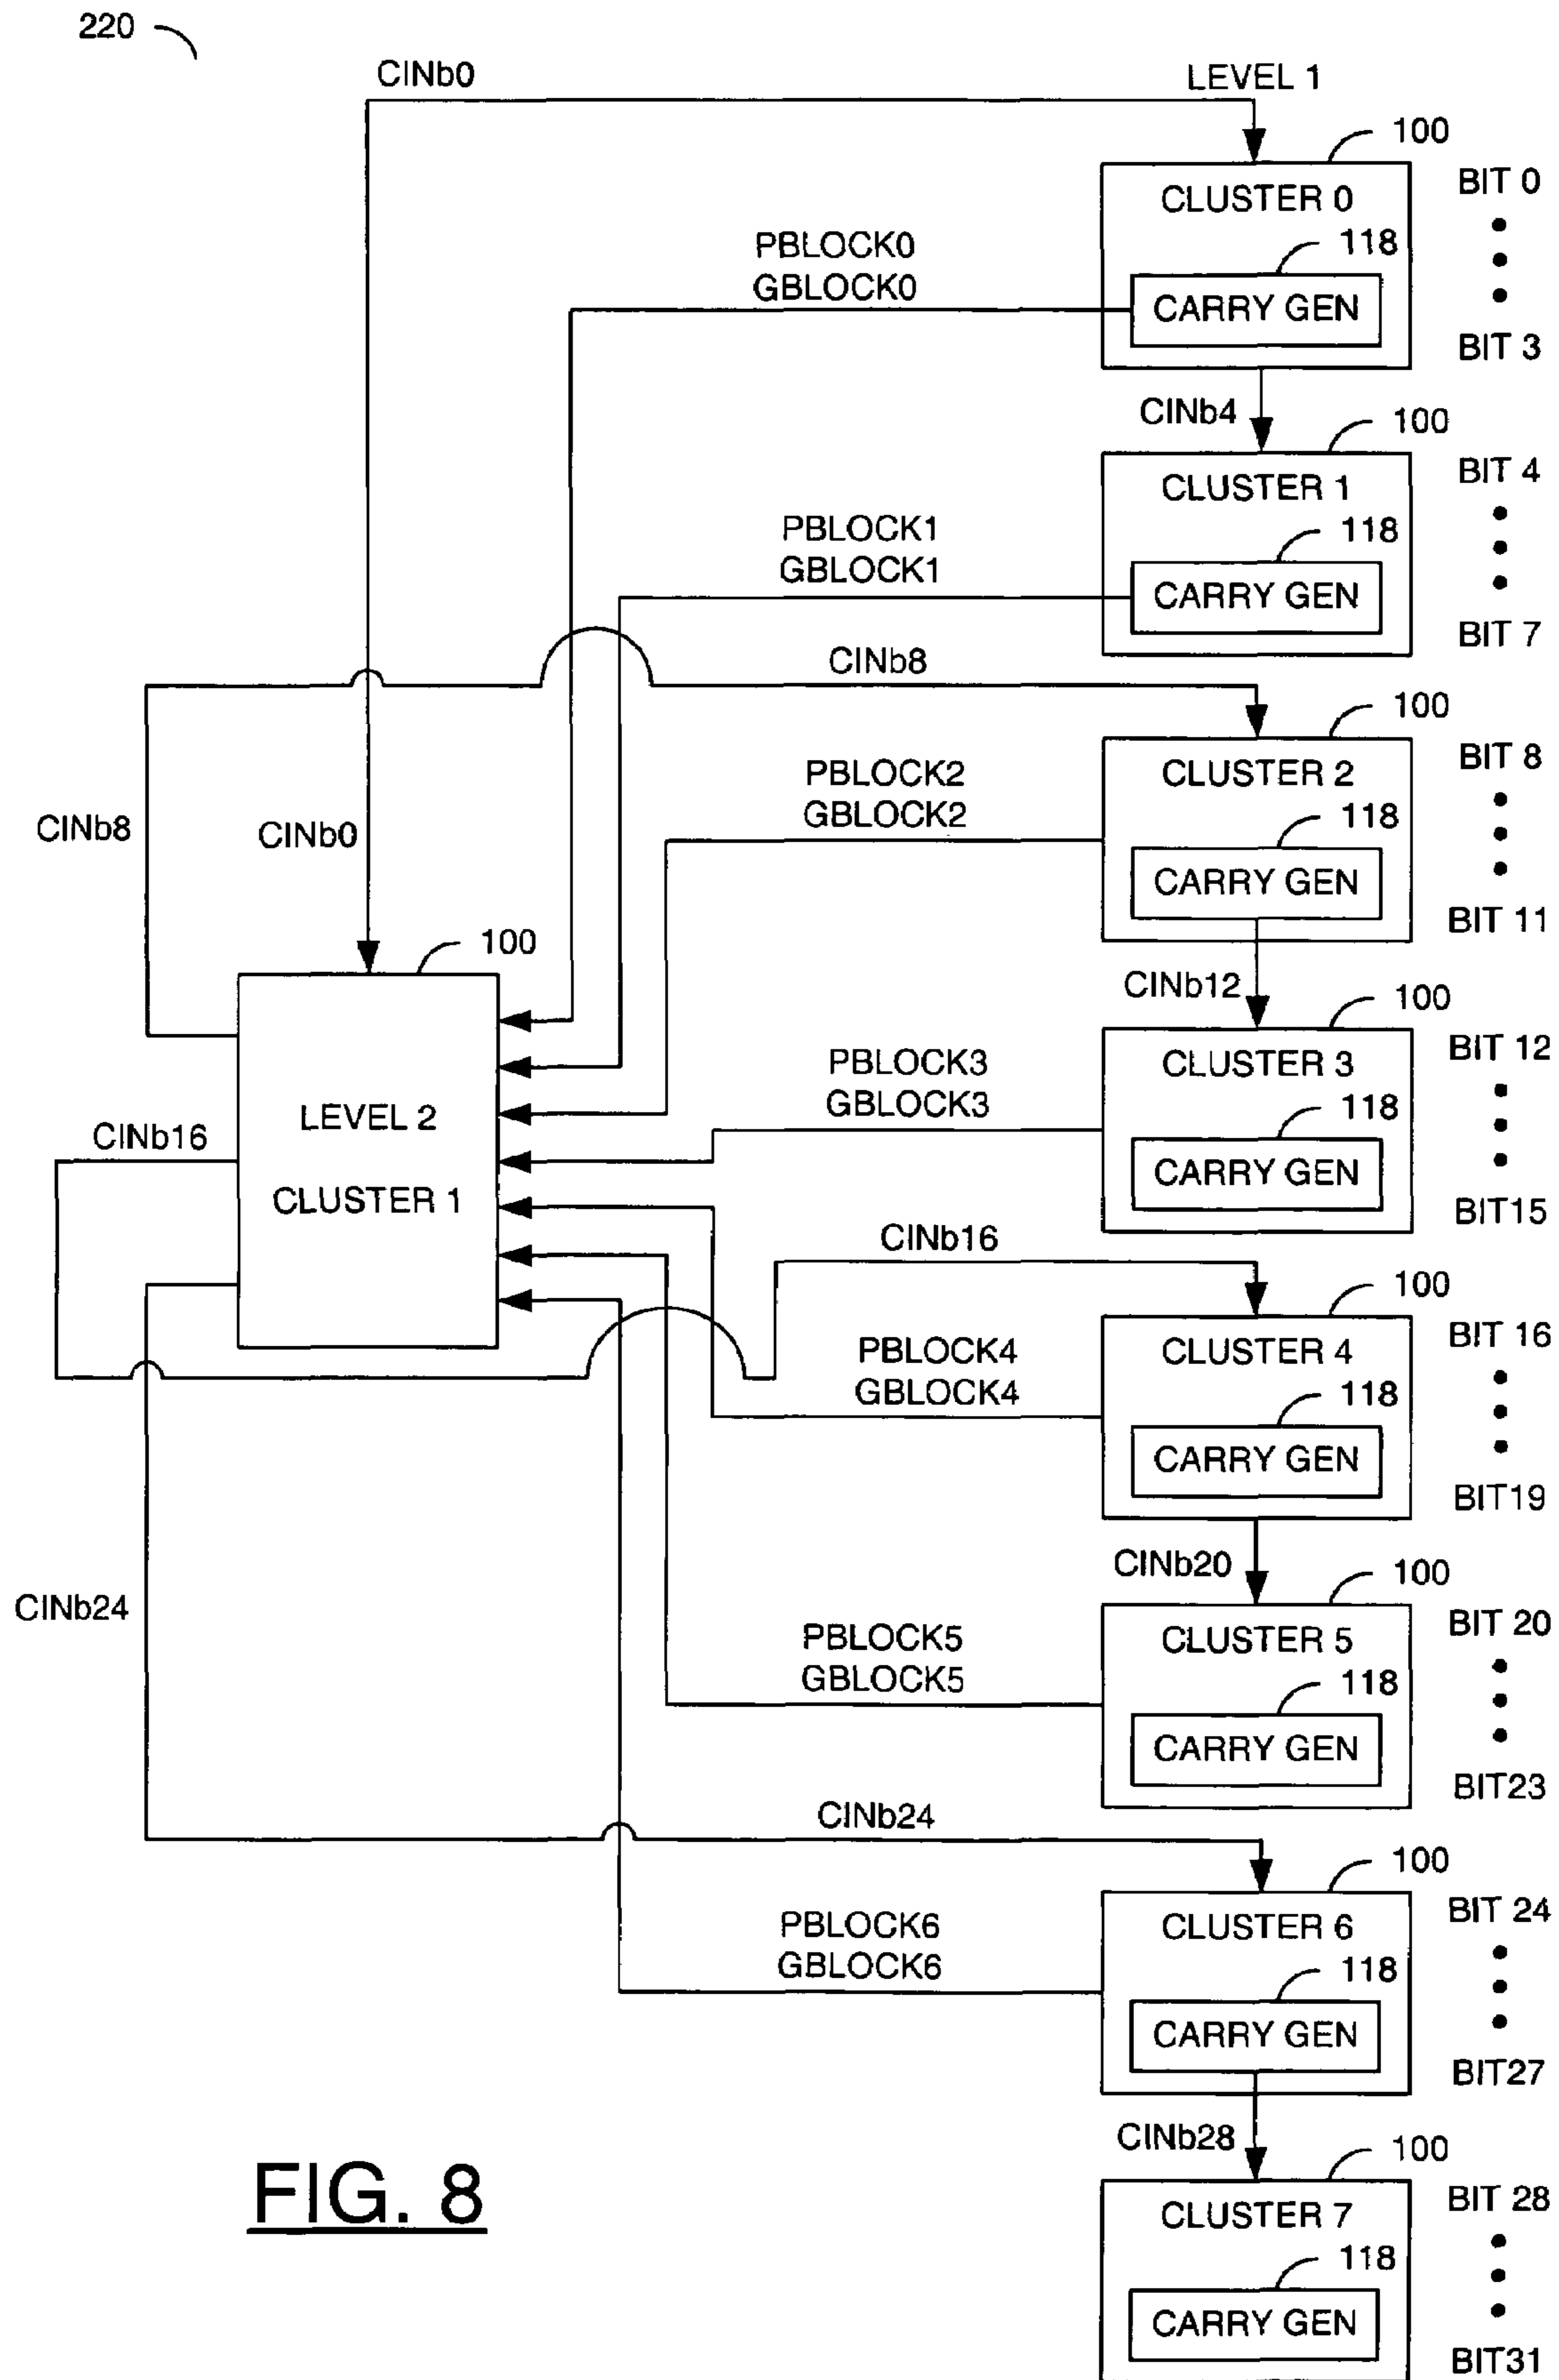 220
CINb0
LEVEL 1
100
CLUSTER 0
118
CARRY GEN
BIT 0
BIT 3
PBLOCK0
GBLOCK0
CINb4
100
CLUSTER 1
118
CARRY GEN
BIT 4
BIT 7
PBLOCK1
GBLOCK1
CINb8
100
CLUSTER 2
118
CARRY GEN
BIT 8
BIT 11
PBLOCK2
GBLOCK2
CINb8
CINb0
100
LEVEL 2
CLUSTER 1
CINb12
100
CLUSTER 3
118
CARRY GEN
BIT 12
BIT15
PBLOCK3
GBLOCK3
CINb16
CINb16
100
CLUSTER 4
118
CARRY GEN
BIT 16
BIT19
PBLOCK4
GBLOCK4
CINb20
100
CLUSTER 5
118
CARRY GEN
BIT 20
BIT23
PBLOCK5
GBLOCK5
CINb24
CINb24
100
CLUSTER 6
118
CARRY GEN
BIT 24
BIT27
PBLOCK6
GBLOCK6
CINb28
100
CLUSTER 7
118
CARRY GEN
BIT 28
BIT31
FIG. 8